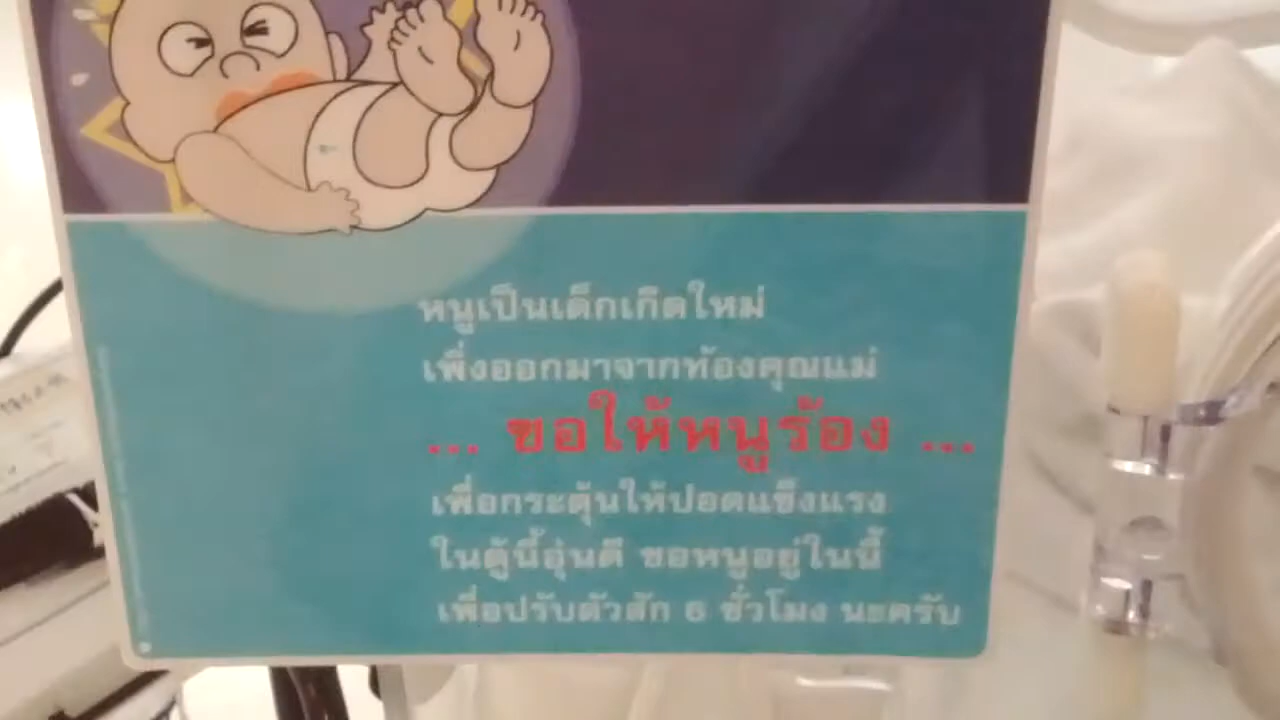 หนูเป็นเด็กเกิดใหม่
เพิ่งออกมาจากท้องคุณแม่
... ขอให้หนูร้อง ...
เพื่อกระตุ้นให้ปอดแข็งแรง
ในตู้นี้อุ่นดี ขอหนูอยู่ในนี้
เพื่อปรับตัวสัก 6 ชั่วโมง นะครับ